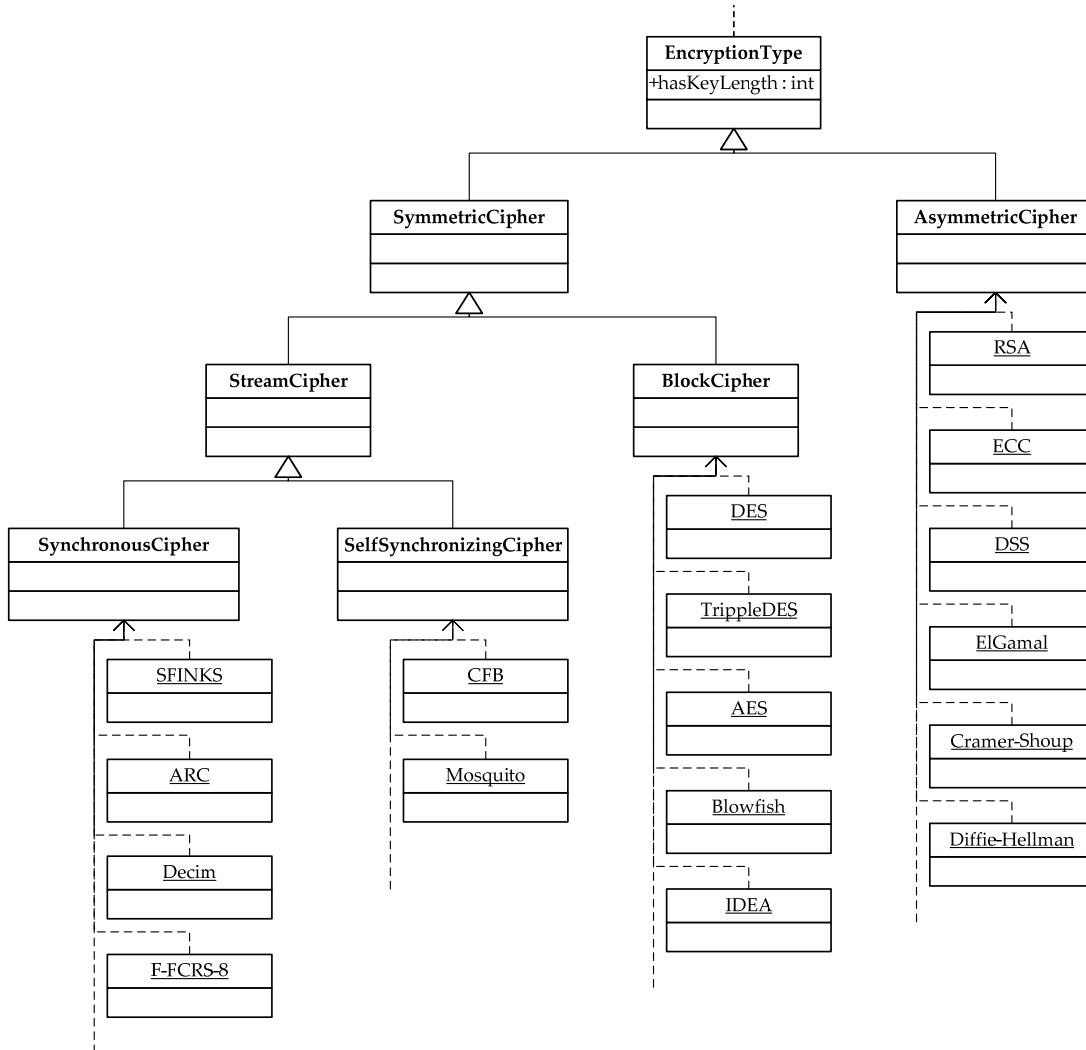 EncryptionType
+hasKeyLength : int
SymmetricCipher
AsymmetricCipher
RSA
StreamCipher
BlockCipher
ECC
DES
DSS
SynchronousCipher
SelfSynchronizingCipher
TrippleDES
ElGamal
SFINKS
CFB
AES
Cramer-Shoup
ARC
Mosquito
Blowfish
Diffie-Hellman
Decim
IDEA
F-FCRS-8